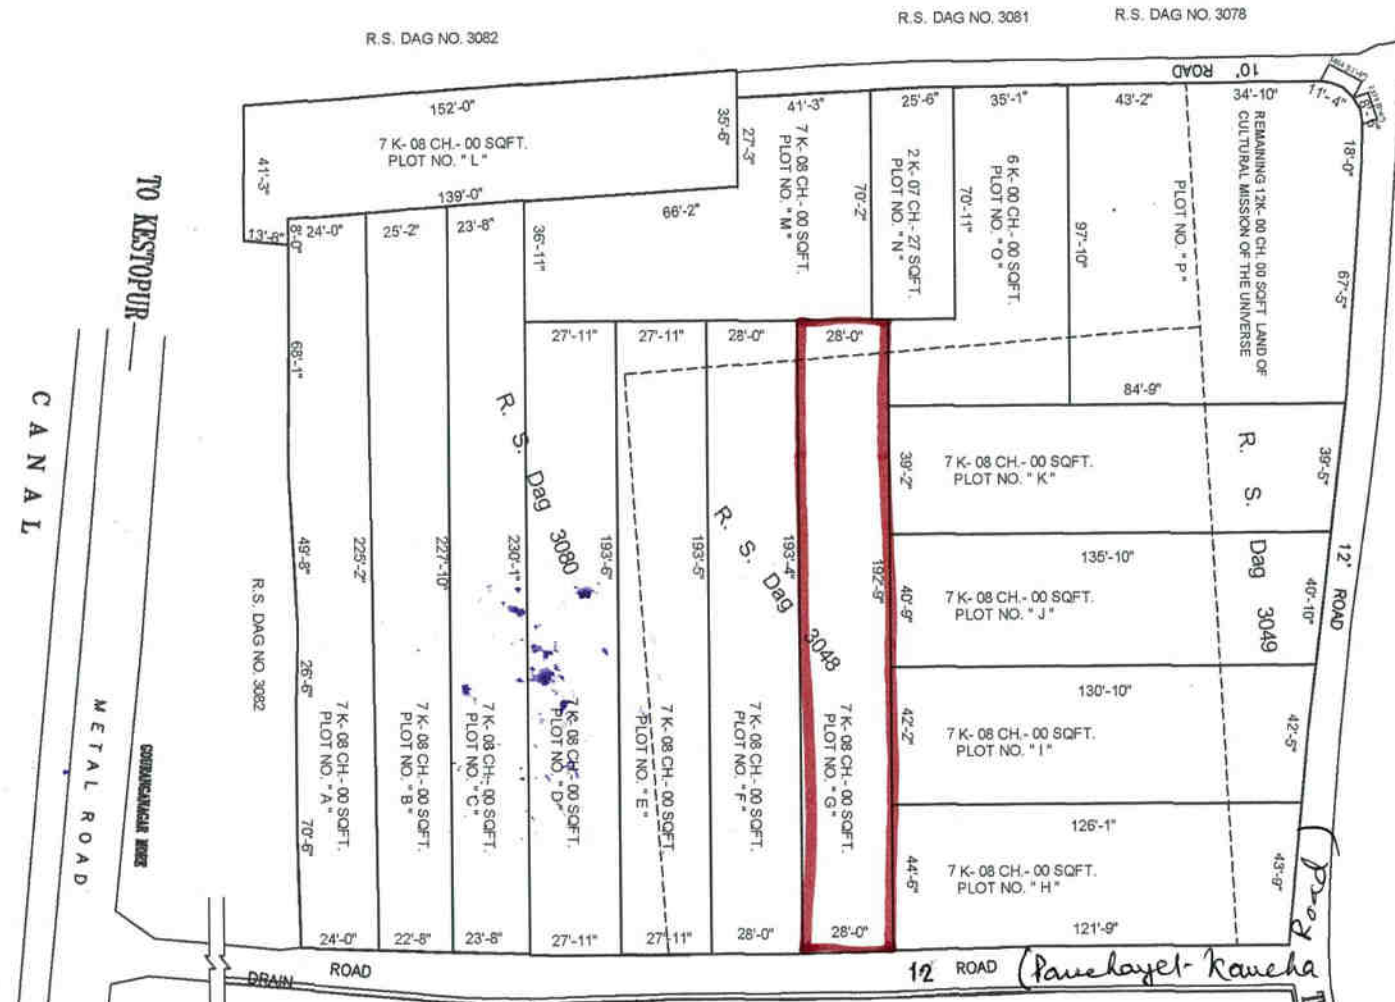 R.S. DAG NO. 3082
R.S. DAG NO. 3081
R.S. DAG NO. 3078
10' ROAD
152'-0"
7 K- 08 CH.- 00 SQFT.
PLOT NO. " L "
139'-0"
41'-3"
13'-8"
35'-6"
27'-3"
41'-3"
7 K- 08 CH.- 00 SQFT.
PLOT NO. " M "
66'-2"
70'-2"
25'-6"
2 K- 07 CH.- 27 SQFT.
PLOT NO. " N "
70'-11"
35'-1"
6 K- 00 CH.- 00 SQFT.
PLOT NO. " O "
97'-10"
43'-2"
PLOT NO. " P "
34'-10"
REMAINING 12K- 00 CH. 00 SQFT LAND OF
CULTURAL MISSION OF THE UNIVERSE
11'-4"
18'-0"
67'-5"
84'-9"
TO KESTOPUR
CANAL
METAL ROAD
R.S. DAG NO. 3082
8'-0"
24'-0"
25'-2"
23'-8"
36'-11"
68'-1"
49'-8"
26'-6"
70'-6"
225'-2"
227'-10"
230'-1"
27'-11"
27'-11"
28'-0"
28'-0"
R. S. Dag 3080
R. S. Dag 3048
R. S. Dag 3049
193'-6"
193'-5"
193'-4"
192'-9"
7 K- 08 CH.- 00 SQFT.
PLOT NO. " A "
7 K- 08 CH.- 00 SQFT.
PLOT NO. " B "
7 K- 08 CH.- 00 SQFT.
PLOT NO. " C "
7 K- 08 CH.- 00 SQFT.
PLOT NO. " D "
7 K- 08 CH.- 00 SQFT.
PLOT NO. " E "
7 K- 08 CH.- 00 SQFT.
PLOT NO. " F "
7 K- 08 CH.- 00 SQFT.
PLOT NO. " G "
39'-2"
7 K- 08 CH.- 00 SQFT.
PLOT NO. " K "
39'-5"
135'-10"
40'-9"
7 K- 08 CH.- 00 SQFT.
PLOT NO. " J "
40'-10"
12' ROAD
130'-10"
42'-2"
7 K- 08 CH.- 00 SQFT.
PLOT NO. " I "
42'-5"
126'-1"
44'-6"
7 K- 08 CH.- 00 SQFT.
PLOT NO. " H "
43'-9"
121'-9"
24'-0"
22'-8"
23'-8"
27'-11"
27'-11"
28'-0"
28'-0"
DRAIN
ROAD
12 ROAD (Panchayet- Kancha Road)